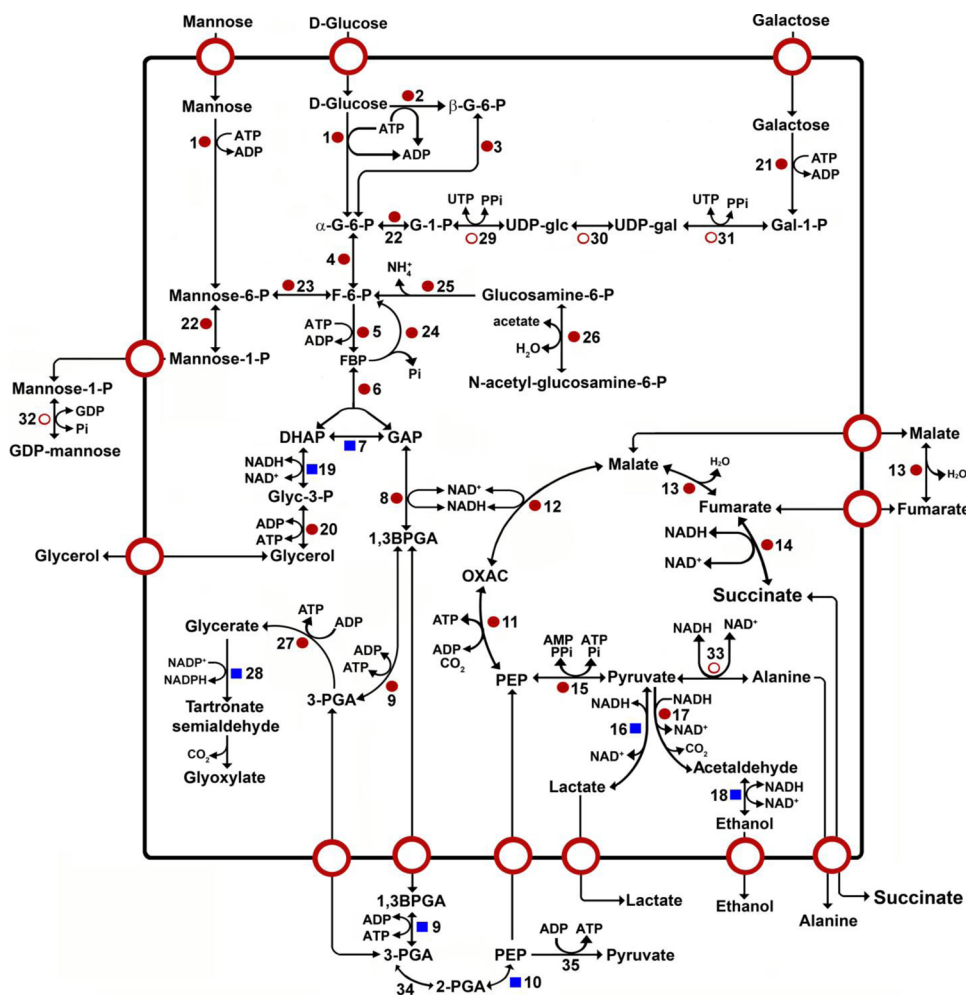 Mannose
D-Glucose
Galactose
Mannose
D-Glucose
2
β-G-6-P
1
ATP
ADP
1
ATP
ADP
3
Galactose
21
ATP
ADP
UTP
PPi
UTP
PPi
α-G-6-P
22
G-1-P
29
UDP-glc
30
UDP-gal
31
Gal-1-P
4
NH₄⁺
Mannose-6-P
23
F-6-P
25
Glucosamine-6-P
22
ATP
ADP
5
24
acetate
H₂O
26
Mannose-1-P
FBP
Pi
N-acetyl-glucosamine-6-P
6
Mannose-1-P
32
GDP
Pi
GDP-mannose
DHAP
7
GAP
Malate
Malate
NADH
NAD⁺
19
Glyc-3-P
8
NAD⁺
NADH
12
13
H₂O
13
H₂O
Fumarate
Fumarate
ADP
ATP
20
1,3BPGA
NADH
NAD⁺
14
Glycerol
Glycerol
OXAC
Succinate
ATP
ADP
CO₂
11
Glycerate
ATP
ADP
27
ADP
ATP
AMP
PPi
ATP
Pi
NADH
NAD⁺
33
NADP⁺
NADPH
28
3-PGA
9
PEP
15
Pyruvate
Alanine
Tartronate
semialdehyde
NADH
16
NAD⁺
NADH
17
NAD⁺
CO₂
CO₂
Glyoxylate
Acetaldehyde
Lactate
18
NADH
NAD⁺
Ethanol
1,3BPGA
Lactate
Ethanol
Alanine
Succinate
ADP
ATP
9
ADP
ATP
3-PGA
PEP
35
Pyruvate
34
2-PGA
10